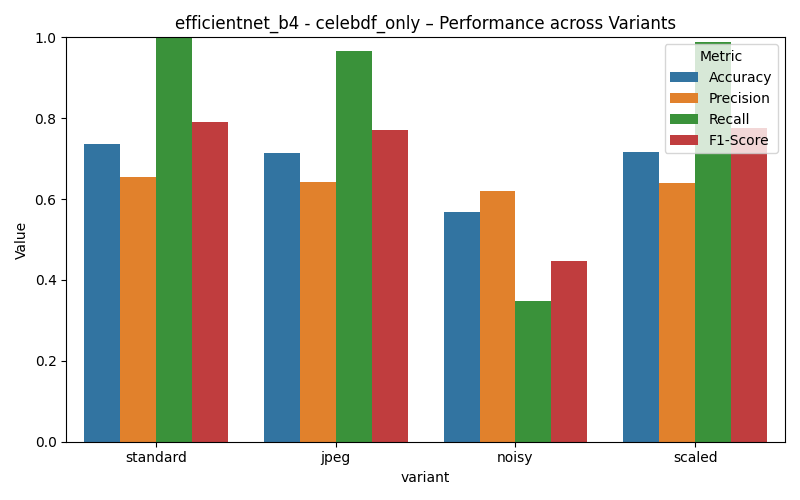 efficientnet_b4 - celebdf_only – Performance across Variants
Value
1.0
0.8
0.6
0.4
0.2
0.0
Metric
Accuracy
Precision
Recall
F1-Score
standard
jpeg
noisy
scaled
variant